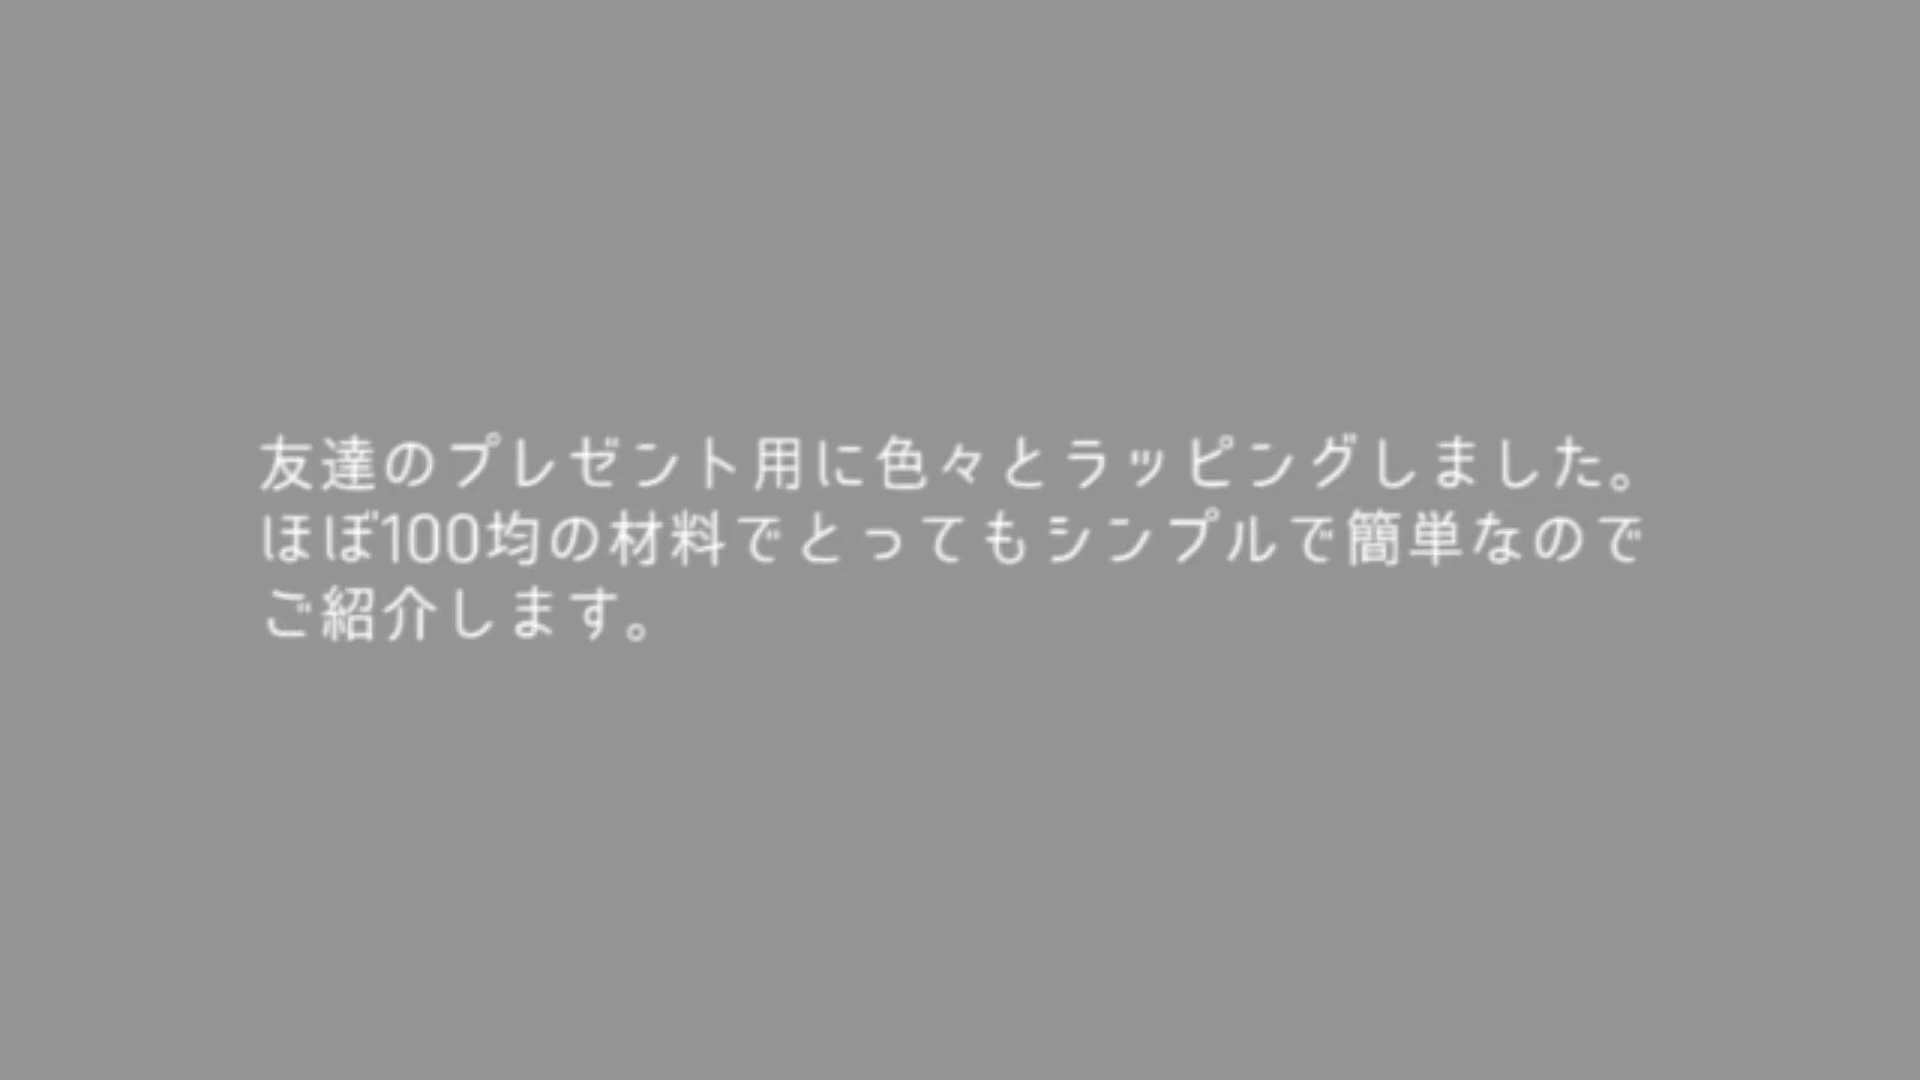 友達のプレゼント用に色々とラッピングしました。
ほぼ100均の材料でとってもシンプルで簡単なので
ご紹介します。